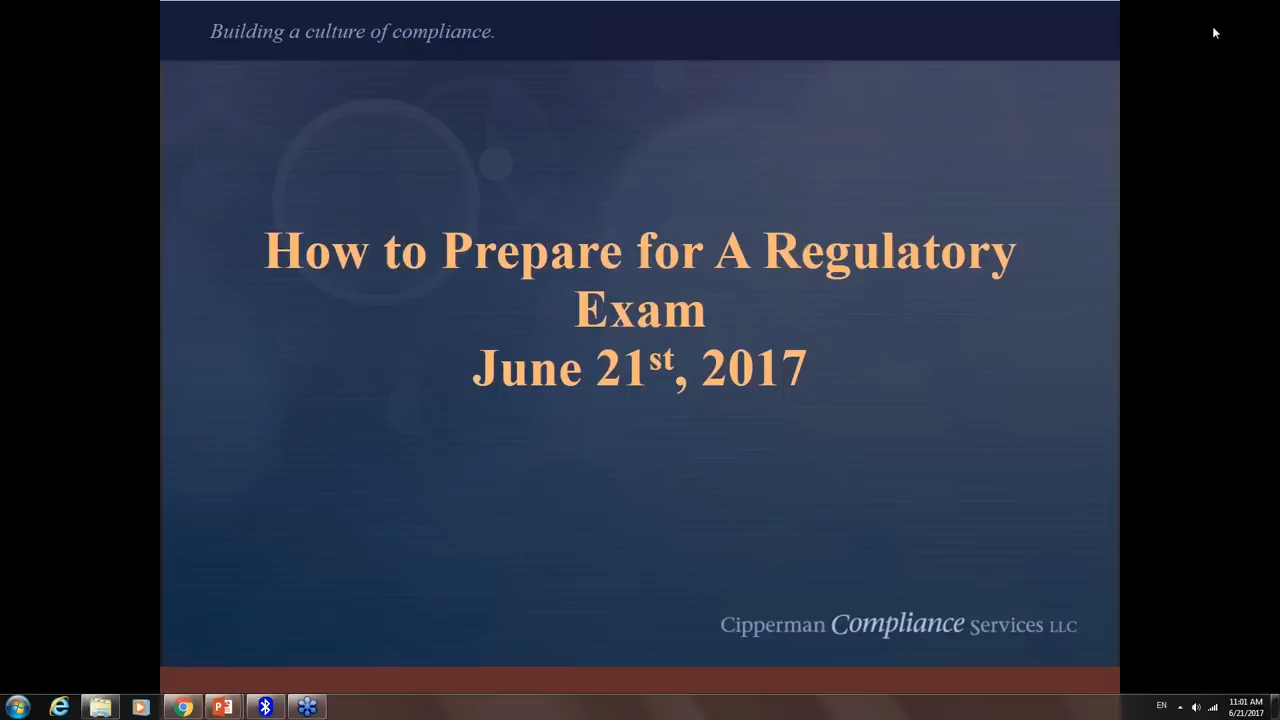 Building a culture of compliance.
How to Prepare for A Regulatory
Exam
June 21st, 2017
Cipperman Compliance Services LLC
EN
11:01 AM
6/21/2017